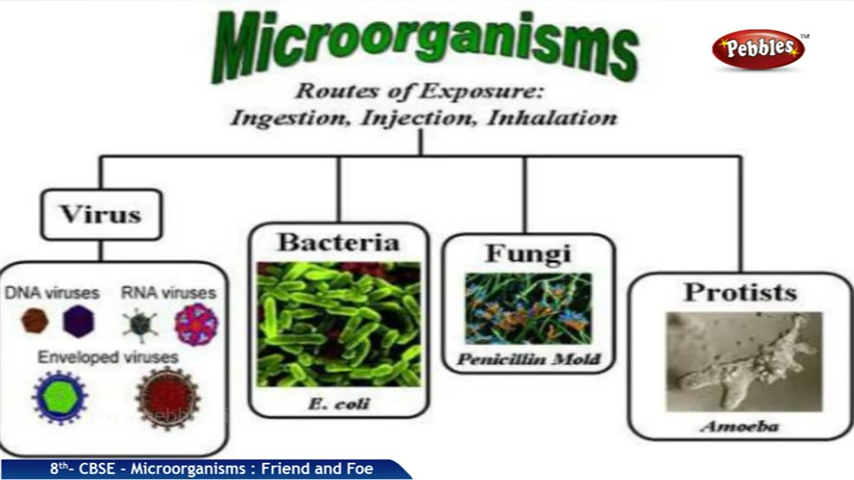 Microorganisms
Pebbles™
Routes of Exposure:
Ingestion, Injection, Inhalation
Virus
Bacteria
Fungi
Protists
DNA viruses
RNA viruses
Enveloped viruses
E. coli
Penicillin Mold
Amoeba
8th- CBSE - Microorganisms : Friend and Foe